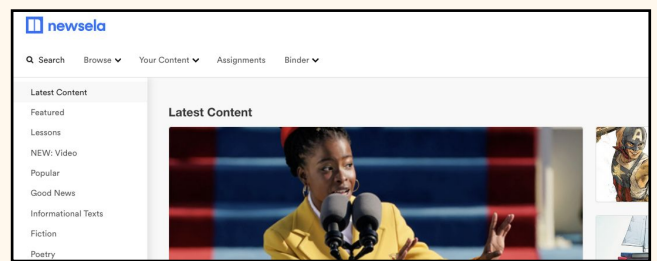 newsela
Search Browse Your Content Assignments Binder
Latest Content
Featured
Lessons
NEW: Video
Popular
Good News
Informational Texts
Fiction
Poetry
Latest Content